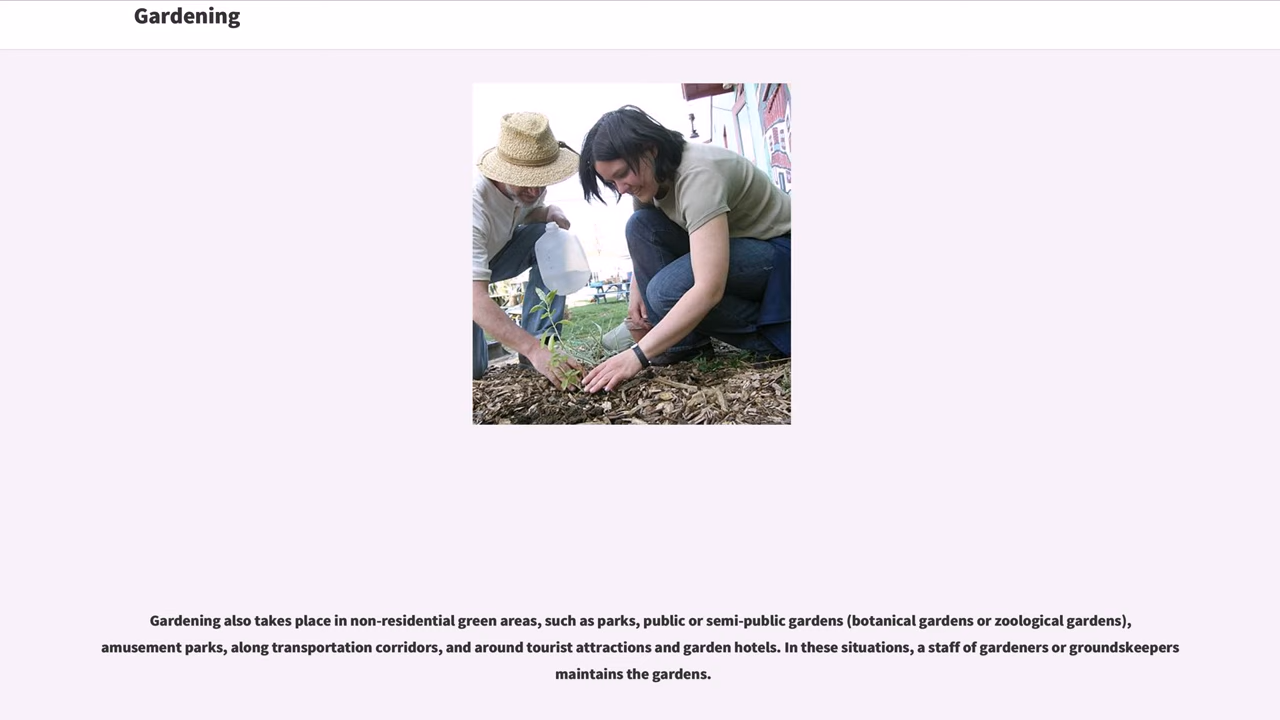 Gardening
Gardening also takes place in non-residential green areas, such as parks, public or semi-public gardens (botanical gardens or zoological gardens),
amusement parks, along transportation corridors, and around tourist attractions and garden hotels. In these situations, a staff of gardeners or groundskeepers
maintains the gardens.